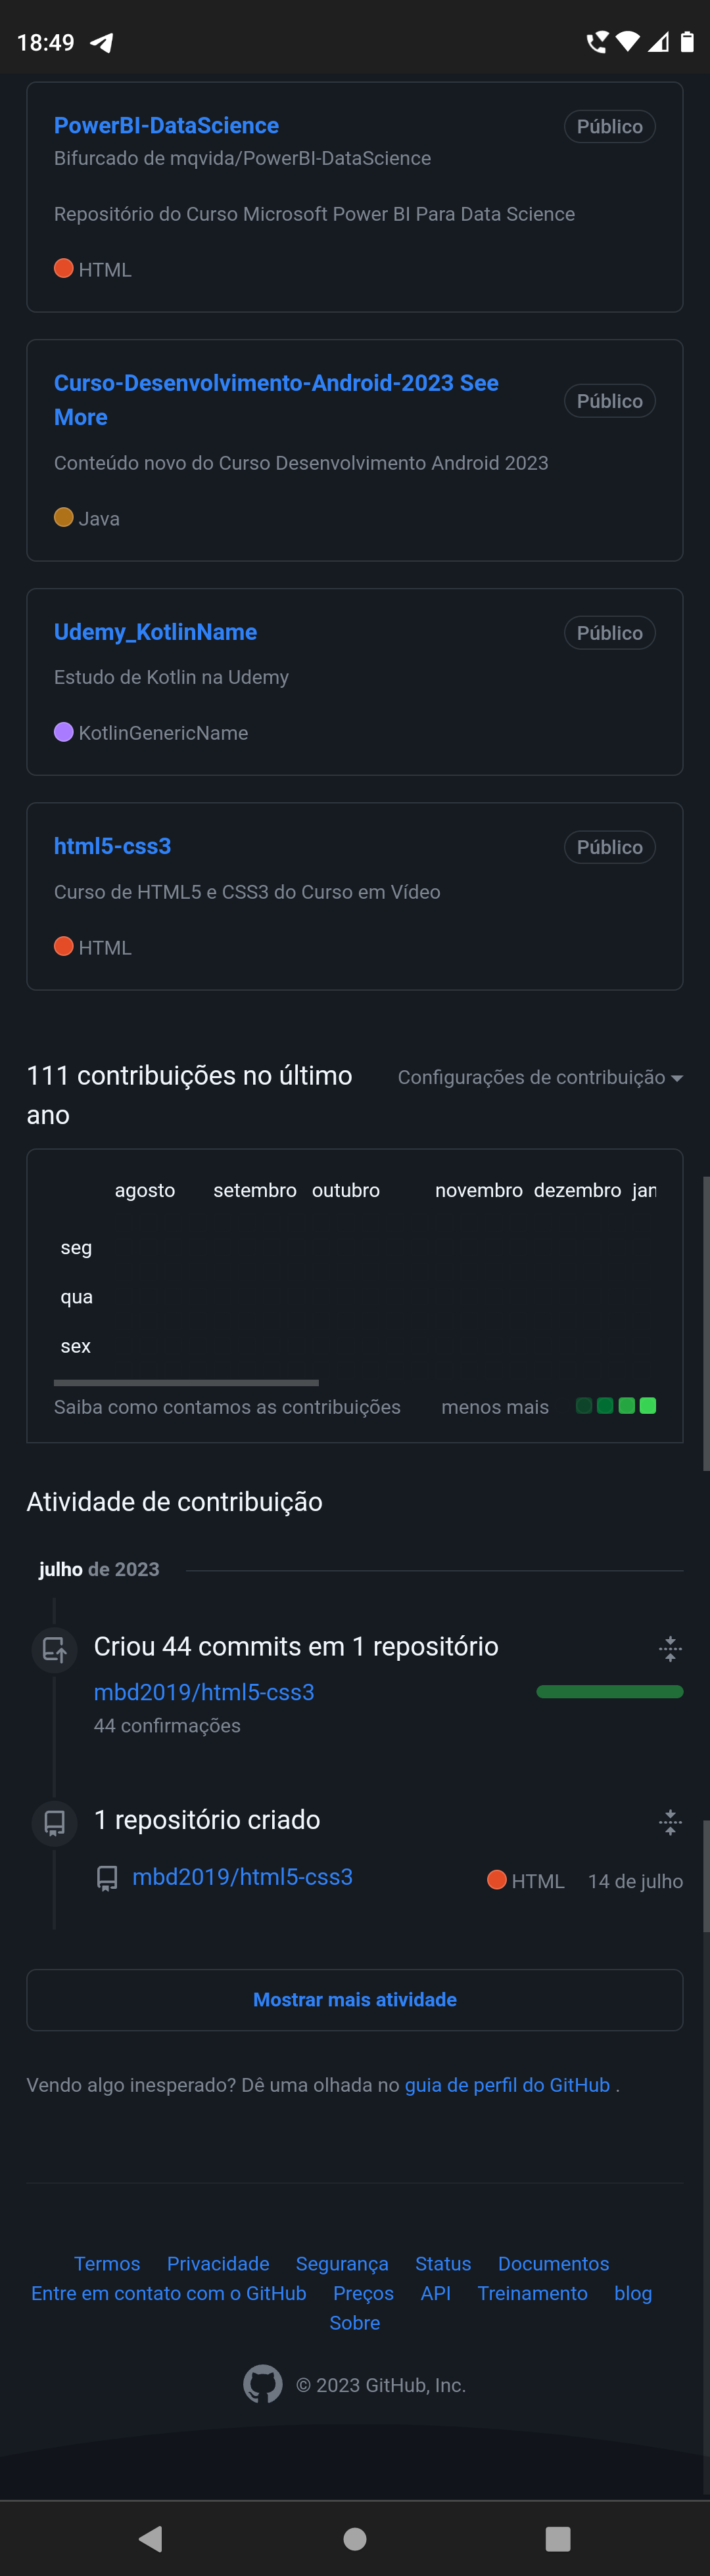 18:49
PowerBI-DataScience
Público
Bifurcado de mqvida/PowerBI-DataScience
Repositório do Curso Microsoft Power BI Para Data Science
HTML
Curso-Desenvolvimento-Android-2023 See
More
Público
Conteúdo novo do Curso Desenvolvimento Android 2023
Java
Udemy_KotlinName
Público
Estudo de Kotlin na Udemy
KotlinGenericName
html5-css3
Público
Curso de HTML5 e CSS3 do Curso em Vídeo
HTML
111 contribuições no último
ano
Configurações de contribuição
agosto setembro outubro novembro dezembro jan
seg
qua
sex
Saiba como contamos as contribuições
menos mais
Atividade de contribuição
julho de 2023
Criou 44 commits em 1 repositório
mbd2019/html5-css3
44 confirmações
1 repositório criado
mbd2019/html5-css3
HTML
14 de julho
Mostrar mais atividade
Vendo algo inesperado? Dê uma olhada no guia de perfil do GitHub .
Termos Privacidade Segurança Status Documentos
Entre em contato com o GitHub Preços API Treinamento blog
Sobre
© 2023 GitHub, Inc.